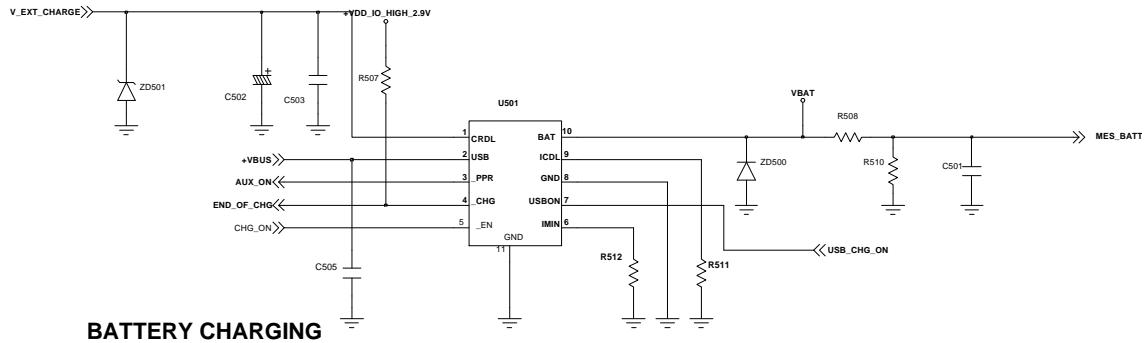 V_EXT_CHARGE
+VDD_IO_HIGH_2.9V
R507
ZD501
C502
+
C503
U501
VBAT
R508
1
CRDL
BAT
10
MES_BATT
+VBUS
2
USB
ICDL
9
ZD500
R510
C501
AUX_ON
3
_PPR
GND
8
END_OF_CHG
4
_CHG
USBON
7
CHG_ON
5
_EN
IMIN
6
GND
11
USB_CHG_ON
C505
R512
R511
BATTERY CHARGING